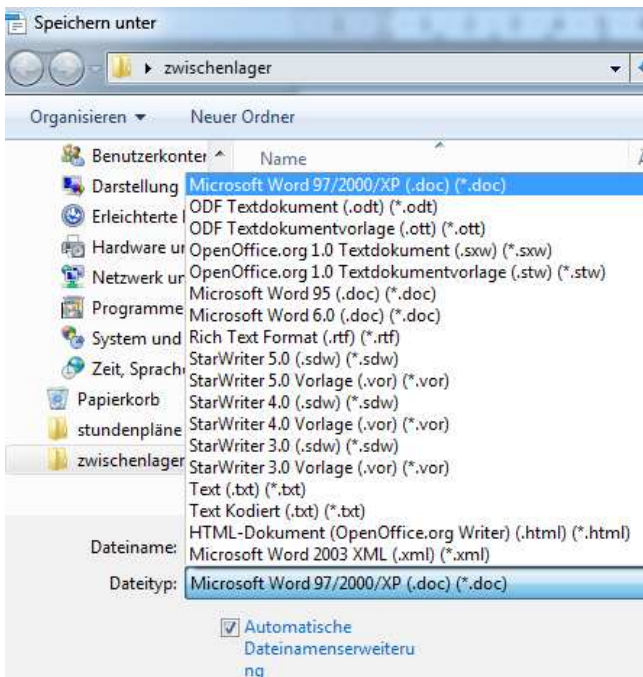 Speichern unter
zwischenlager
Organisieren
Neuer Ordner
Name
Benutzerkonter
Darstellung
Erleichterte
Hardware ur
Netzwerk ur
Programme
System und
Zeit, Sprach
Papierkorb
stundenpläne
zwischenlager
Microsoft Word 97/2000/XP (.doc) (*.doc)
ODF Textdokument (.odt) (*.odt)
ODF Textdokumentvorlage (.ott) (*.ott)
OpenOffice.org 1.0 Textdokument (.sxw) (*.sxw)
OpenOffice.org 1.0 Textdokumentvorlage (.stw) (*.stw)
Microsoft Word 95 (.doc) (*.doc)
Microsoft Word 6.0 (.doc) (*.doc)
Rich Text Format (.rtf) (*.rtf)
StarWriter 5.0 (.sdw) (*.sdw)
StarWriter 5.0 Vorlage (.vor) (*.vor)
StarWriter 4.0 (.sdw) (*.sdw)
StarWriter 4.0 Vorlage (.vor) (*.vor)
StarWriter 3.0 (.sdw) (*.sdw)
StarWriter 3.0 Vorlage (.vor) (*.vor)
Text (.txt) (*.txt)
Text Kodiert (.txt) (*.txt)
HTML-Dokument (OpenOffice.org Writer) (.html) (*.html)
Microsoft Word 2003 XML (.xml) (*.xml)
Dateiname:
Dateityp:
Microsoft Word 97/2000/XP (.doc) (*.doc)
Automatische
Dateinamenserweiteru
ng